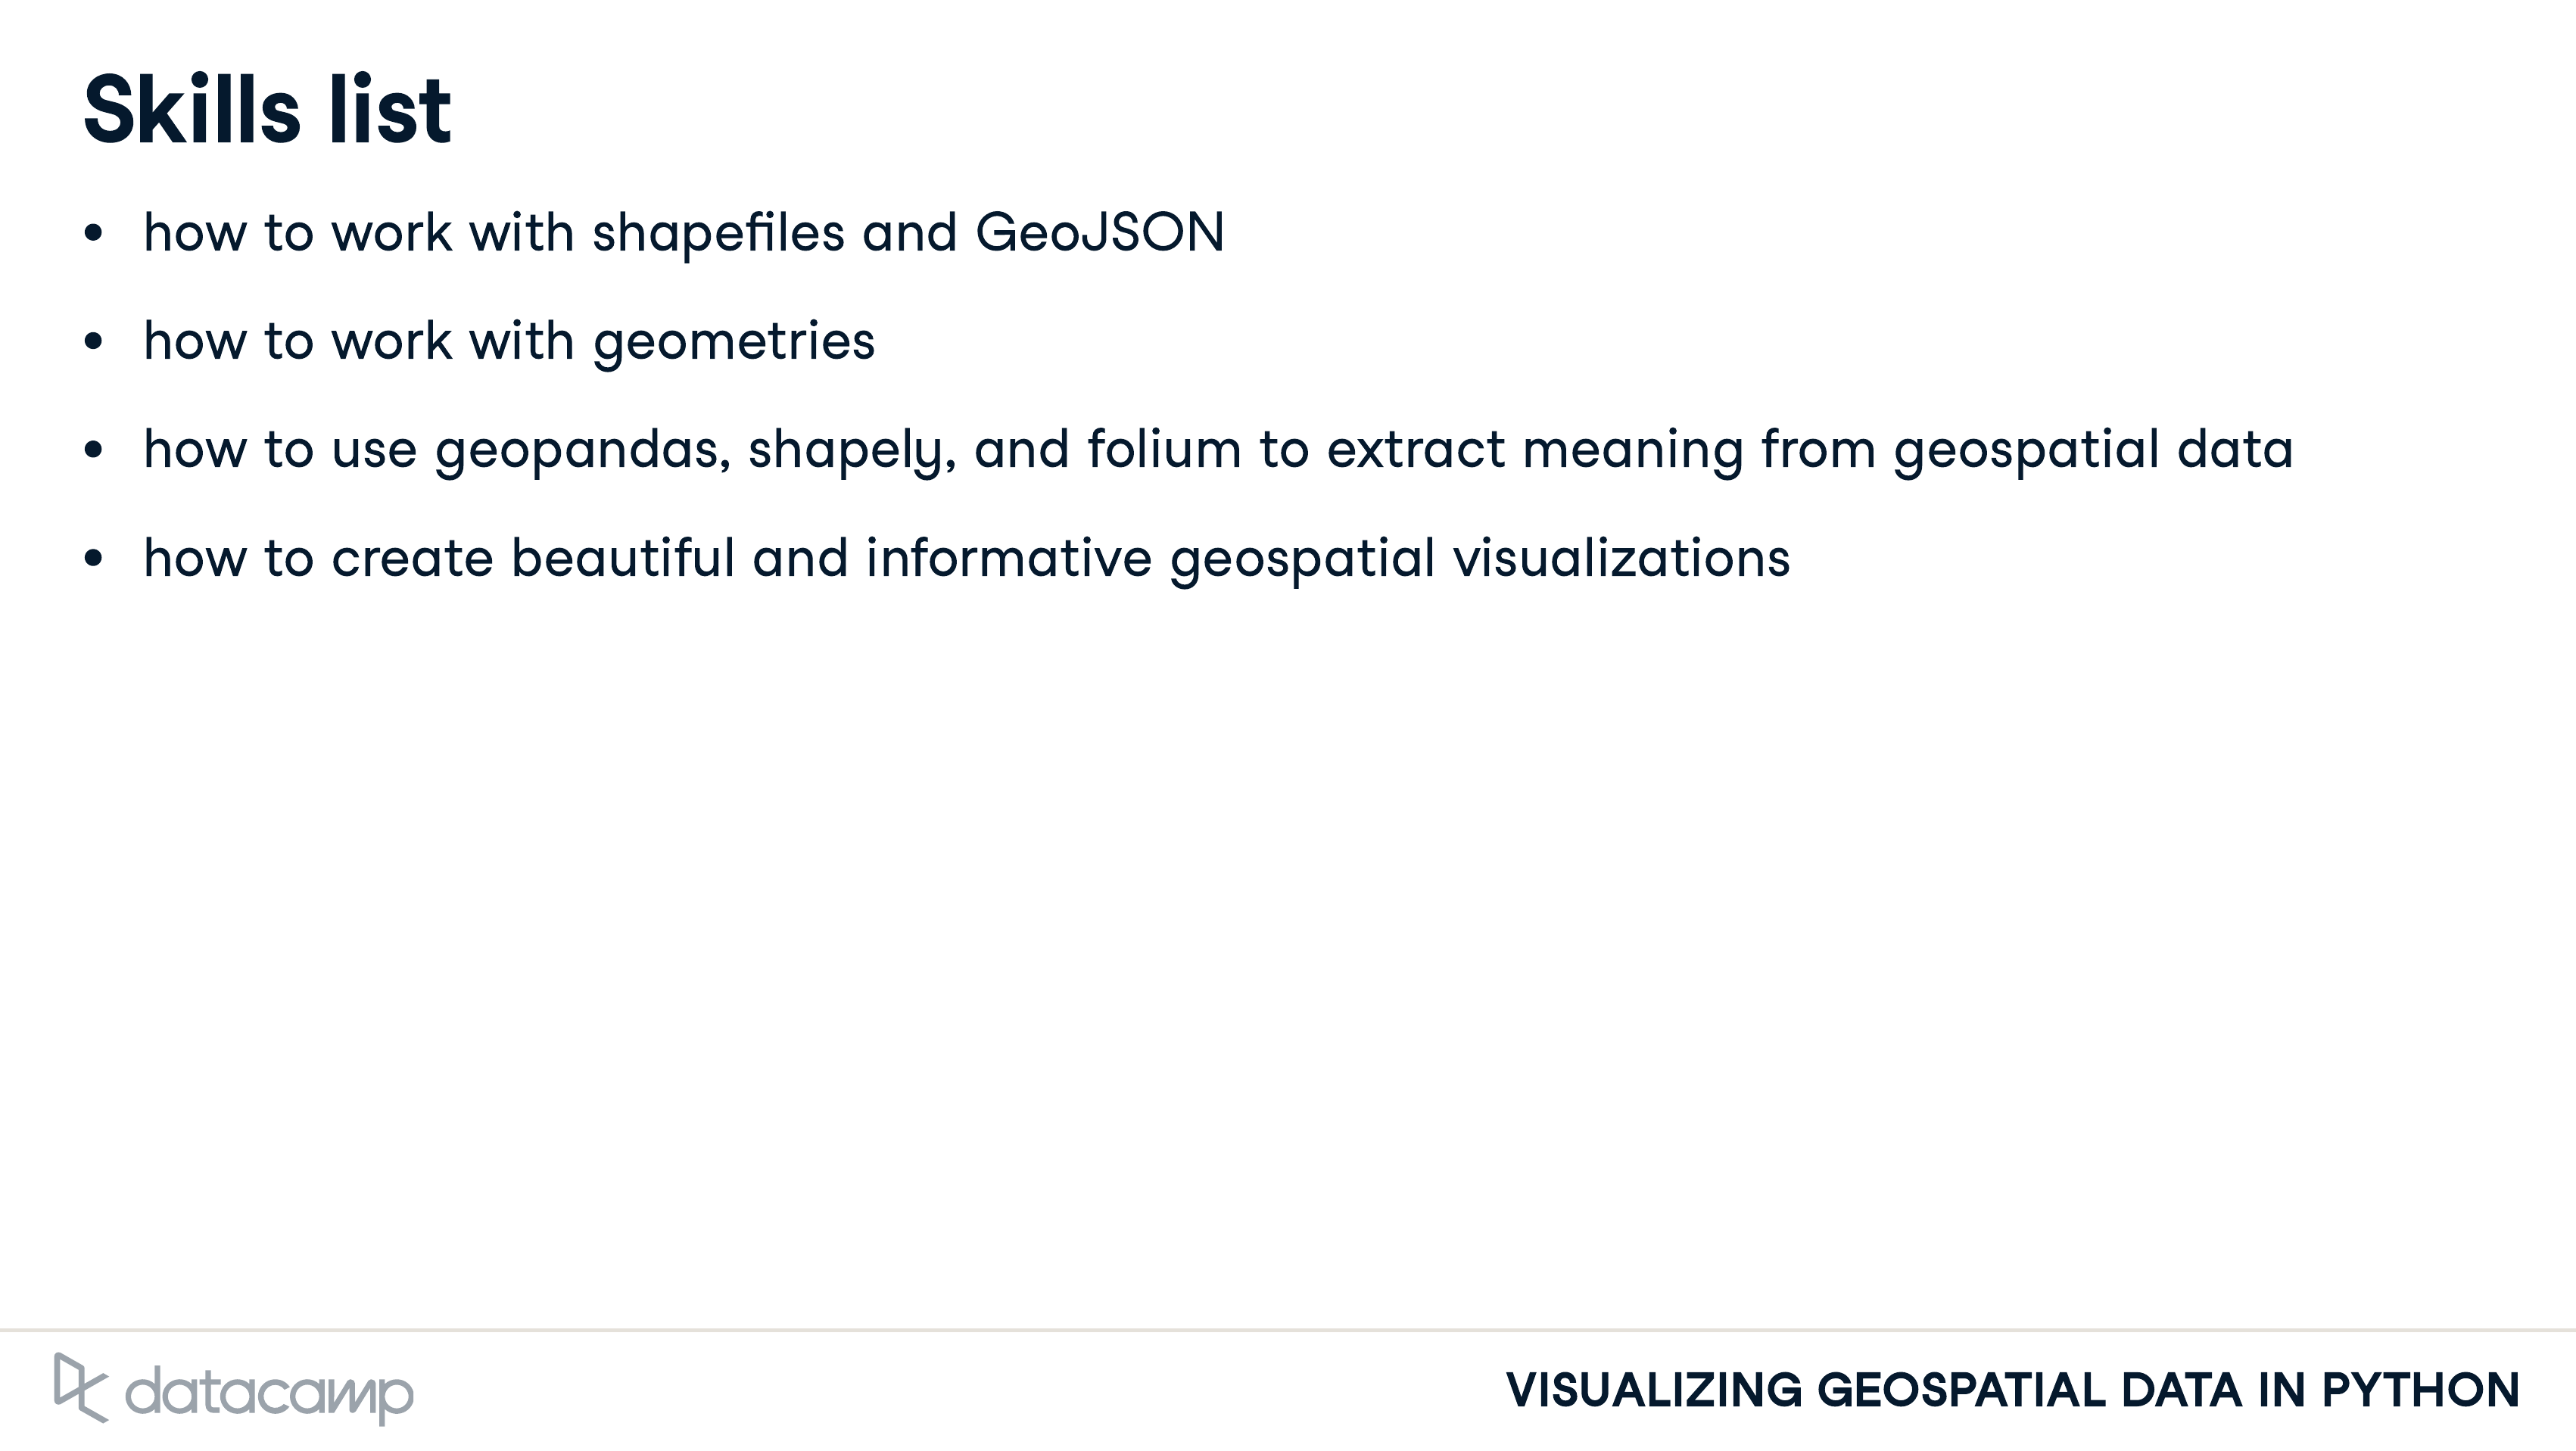 Skills list
• how to work with shapefiles and GeoJSON
• how to work with geometries
• how to use geopandas, shapely, and folium to extract meaning from geospatial data
• how to create beautiful and informative geospatial visualizations
datacamp
VISUALIZING GEOSPATIAL DATA IN PYTHON